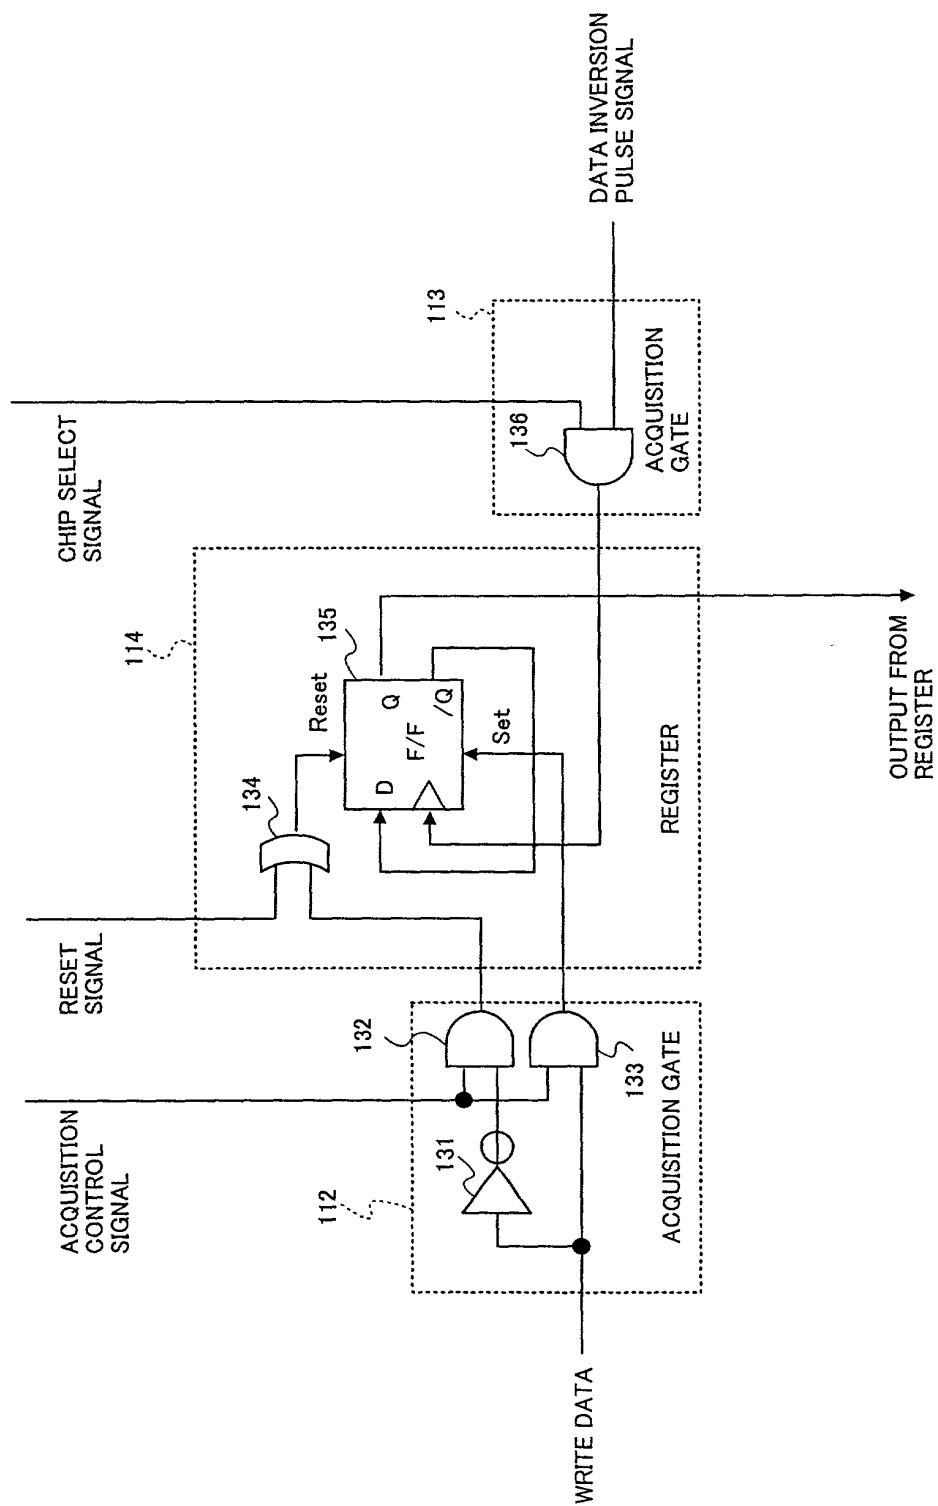 ACQUISITION
CONTROL
SIGNAL
RESET
SIGNAL
CHIP SELECT
SIGNAL
114
134
Reset
135
D
Q
F/F
/Q
Set
REGISTER
113
136
ACQUISITION
GATE
DATA INVERSION
PULSE SIGNAL
112
131
132
133
ACQUISITION GATE
WRITE DATA
OUTPUT FROM
REGISTER